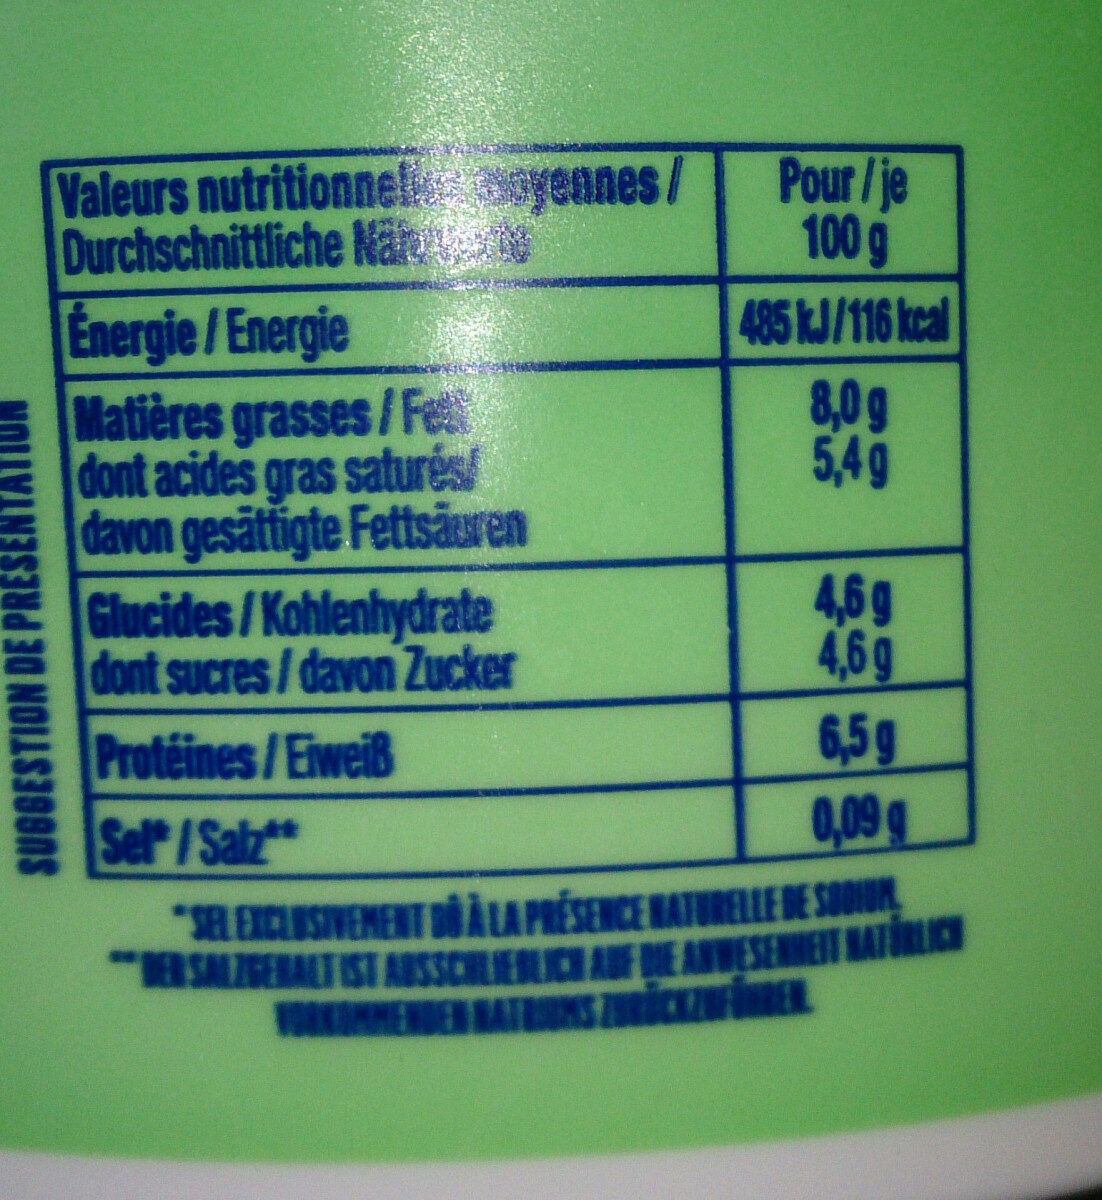 Valeurs nutritionnelles moyennes /
Durchschnittliche Nährwerte
Pour / je
100 g
Énergie / Energie
485 kJ / 116 kcal
Matières grasses / Fett
8,0 g
dont acides gras saturés/
5,4 g
davon gesättigte Fettsäuren
Glucides / Kohlenhydrate
4,6 g
dont sucres / davon Zucker
4,6 g
Protéines / Eiweiß
6,5 g
Sel* / Salz**
0,09 g
*SEL EXCLUSIVEMENT DÛ À LA PRÉSENCE NATURELLE DE SODIUM.
**DER SALZGEHALT IST AUSSCHLIEßLICH AUF DIE ANWESENHEIT NATÜRLICH
VORKOMMENDEN NATRIUMS ZURÜCKZUFÜHREN.
SUGGESTION DE PRÉSENTATION